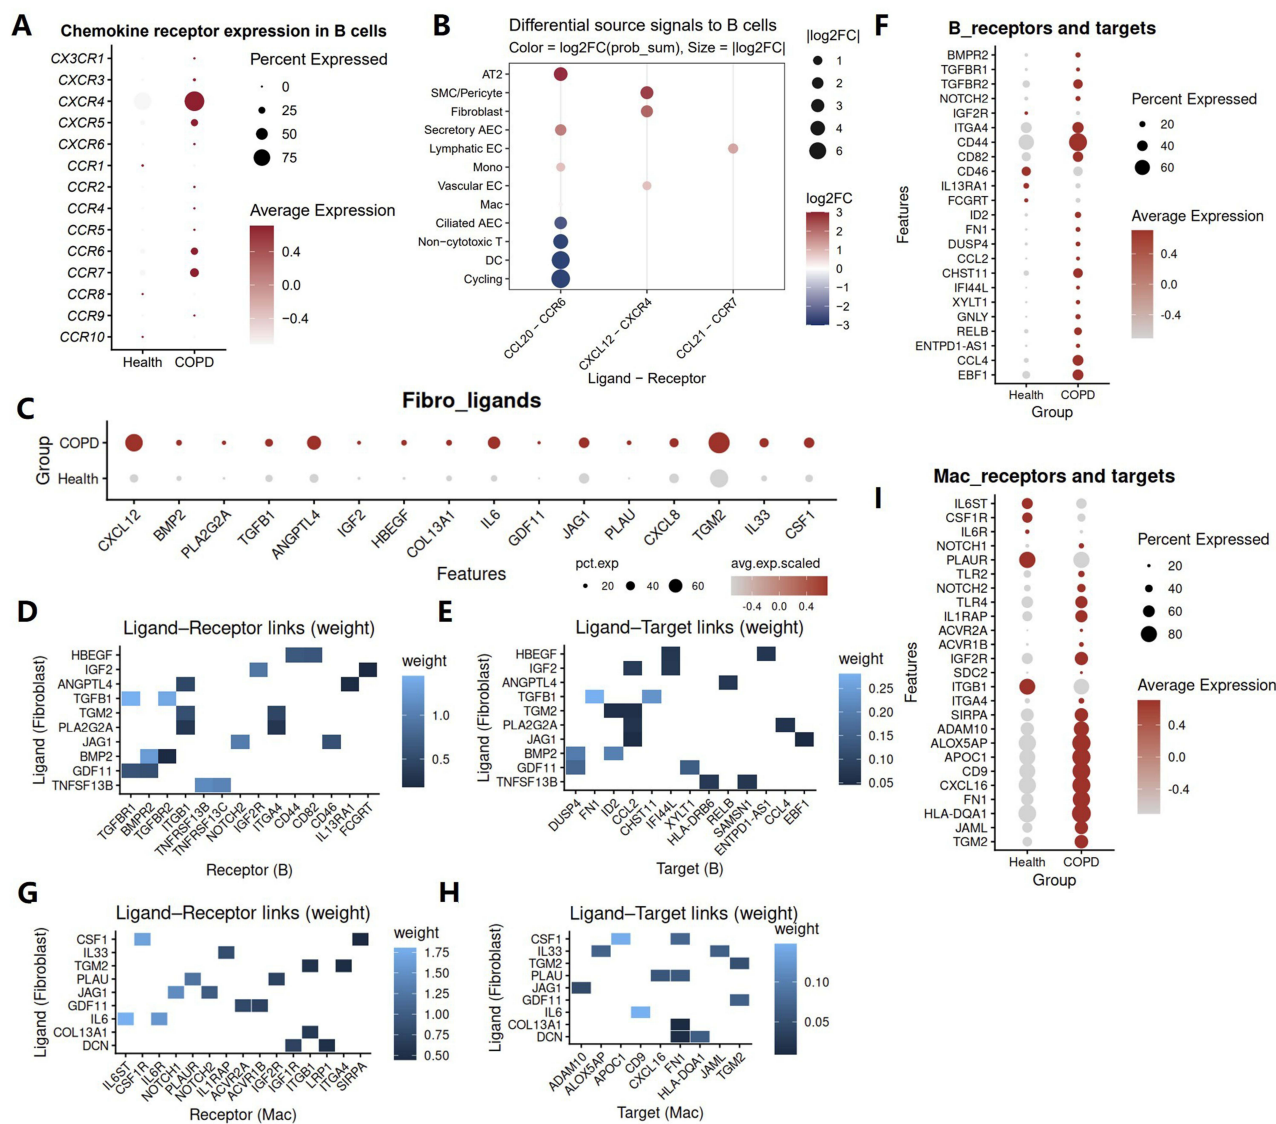 A
Chemokine receptor expression in B cells
CX3CR1
CXCR3
CXCR4
CXCR5
CXCR6
CCR1
CCR2
CCR4
CCR5
CCR6
CCR7
CCR8
CCR9
CCR10
Health COPD
Percent Expressed
0
25
50
75
Average Expression
0.4
0.0
−0.4
B
Differential source signals to B cells
Color = log2FC(prob_sum), Size = |log2FC|
AT2
SMC/Pericyte
Fibroblast
Secretory AEC
Lymphatic EC
Mono
Vascular EC
Mac
Ciliated AEC
Non−cytotoxic T
DC
Cycling
CCL20 − CCR6
CXCL12 − CXCR4
CCL21 − CCR7
Ligand − Receptor
|log2FC|
1
2
3
4
6
log2FC
3
2
1
0
−1
−2
−3
C
Fibro_ligands
Group
COPD
Health
CXCL12
BMP2
PLA2G2A
TGFB1
ANGPTL4
IGF2
HBEGF
COL13A1
IL6
GDF11
JAG1
PLAU
CXCL8
TGM2
IL33
CSF1
Features
pct.exp
20 40 60
avg.exp.scaled
-0.4 0.0 0.4
D
Ligand−Receptor links (weight)
Ligand (Fibroblast)
HBEGF
IGF2
ANGPTL4
TGFB1
TGM2
PLA2G2A
JAG1
BMP2
GDF11
TNFSF13B
TGFBR1
BMPR2
TGFBR2
ITGB1
TNFRSF13B
TNFRSF13C
NOTCH2
IGF2R
ITGA4
CD44
CD82
CD46
IL13RA1
FCGRT
Receptor (B)
weight
1.0
0.5
E
Ligand−Target links (weight)
Ligand (Fibroblast)
HBEGF
IGF2
ANGPTL4
TGFB1
TGM2
PLA2G2A
JAG1
BMP2
GDF11
TNFSF13B
DUSP4
FN1
ID2
CCL2
CHST11
IFI44L
XYLT1
HLA−DRB6
RELB
SAMSN1
ENTPD1−AS1
CCL4
EBF1
Target (B)
weight
0.25
0.20
0.15
0.10
0.05
F
B_receptors and targets
Features
BMPR2
TGFBR1
TGFBR2
NOTCH2
IGF2R
ITGA4
CD44
CD82
CD46
IL13RA1
FCGRT
ID2
FN1
DUSP4
CCL2
CHST11
IFI44L
XYLT1
GNLY
RELB
ENTPD1-AS1
CCL4
EBF1
Health COPD
Group
Percent Expressed
20
40
60
Average Expression
0.4
0.0
-0.4
G
Ligand−Receptor links (weight)
Ligand (Fibroblast)
CSF1
IL33
TGM2
PLAU
JAG1
GDF11
IL6
COL13A1
DCN
IL6ST
CSF1R
IL6R
NOTCH1
PLAUR
NOTCH2
IL1RAP
ACVR2A
ACVR1B
IGF2R
IGF1R
ITGB1
LRP1
ITGA4
SIRPA
Receptor (Mac)
weight
1.75
1.50
1.25
1.00
0.75
0.50
H
Ligand−Target links (weight)
Ligand (Fibroblast)
CSF1
IL33
TGM2
PLAU
JAG1
GDF11
IL6
COL13A1
DCN
ADAM10
ALOX5AP
APOC1
CD9
CXCL16
FN1
HLA−DQA1
JAML
TGM2
Target (Mac)
weight
0.10
0.05
I
Mac_receptors and targets
Features
IL6ST
CSF1R
IL6R
NOTCH1
PLAUR
TLR2
NOTCH2
TLR4
IL1RAP
ACVR2A
ACVR1B
IGF2R
SDC2
ITGB1
ITGA4
SIRPA
ADAM10
ALOX5AP
APOC1
CD9
CXCL16
FN1
HLA-DQA1
JAML
TGM2
Health COPD
Group
Percent Expressed
20
40
60
80
Average Expression
0.4
0.0
-0.4